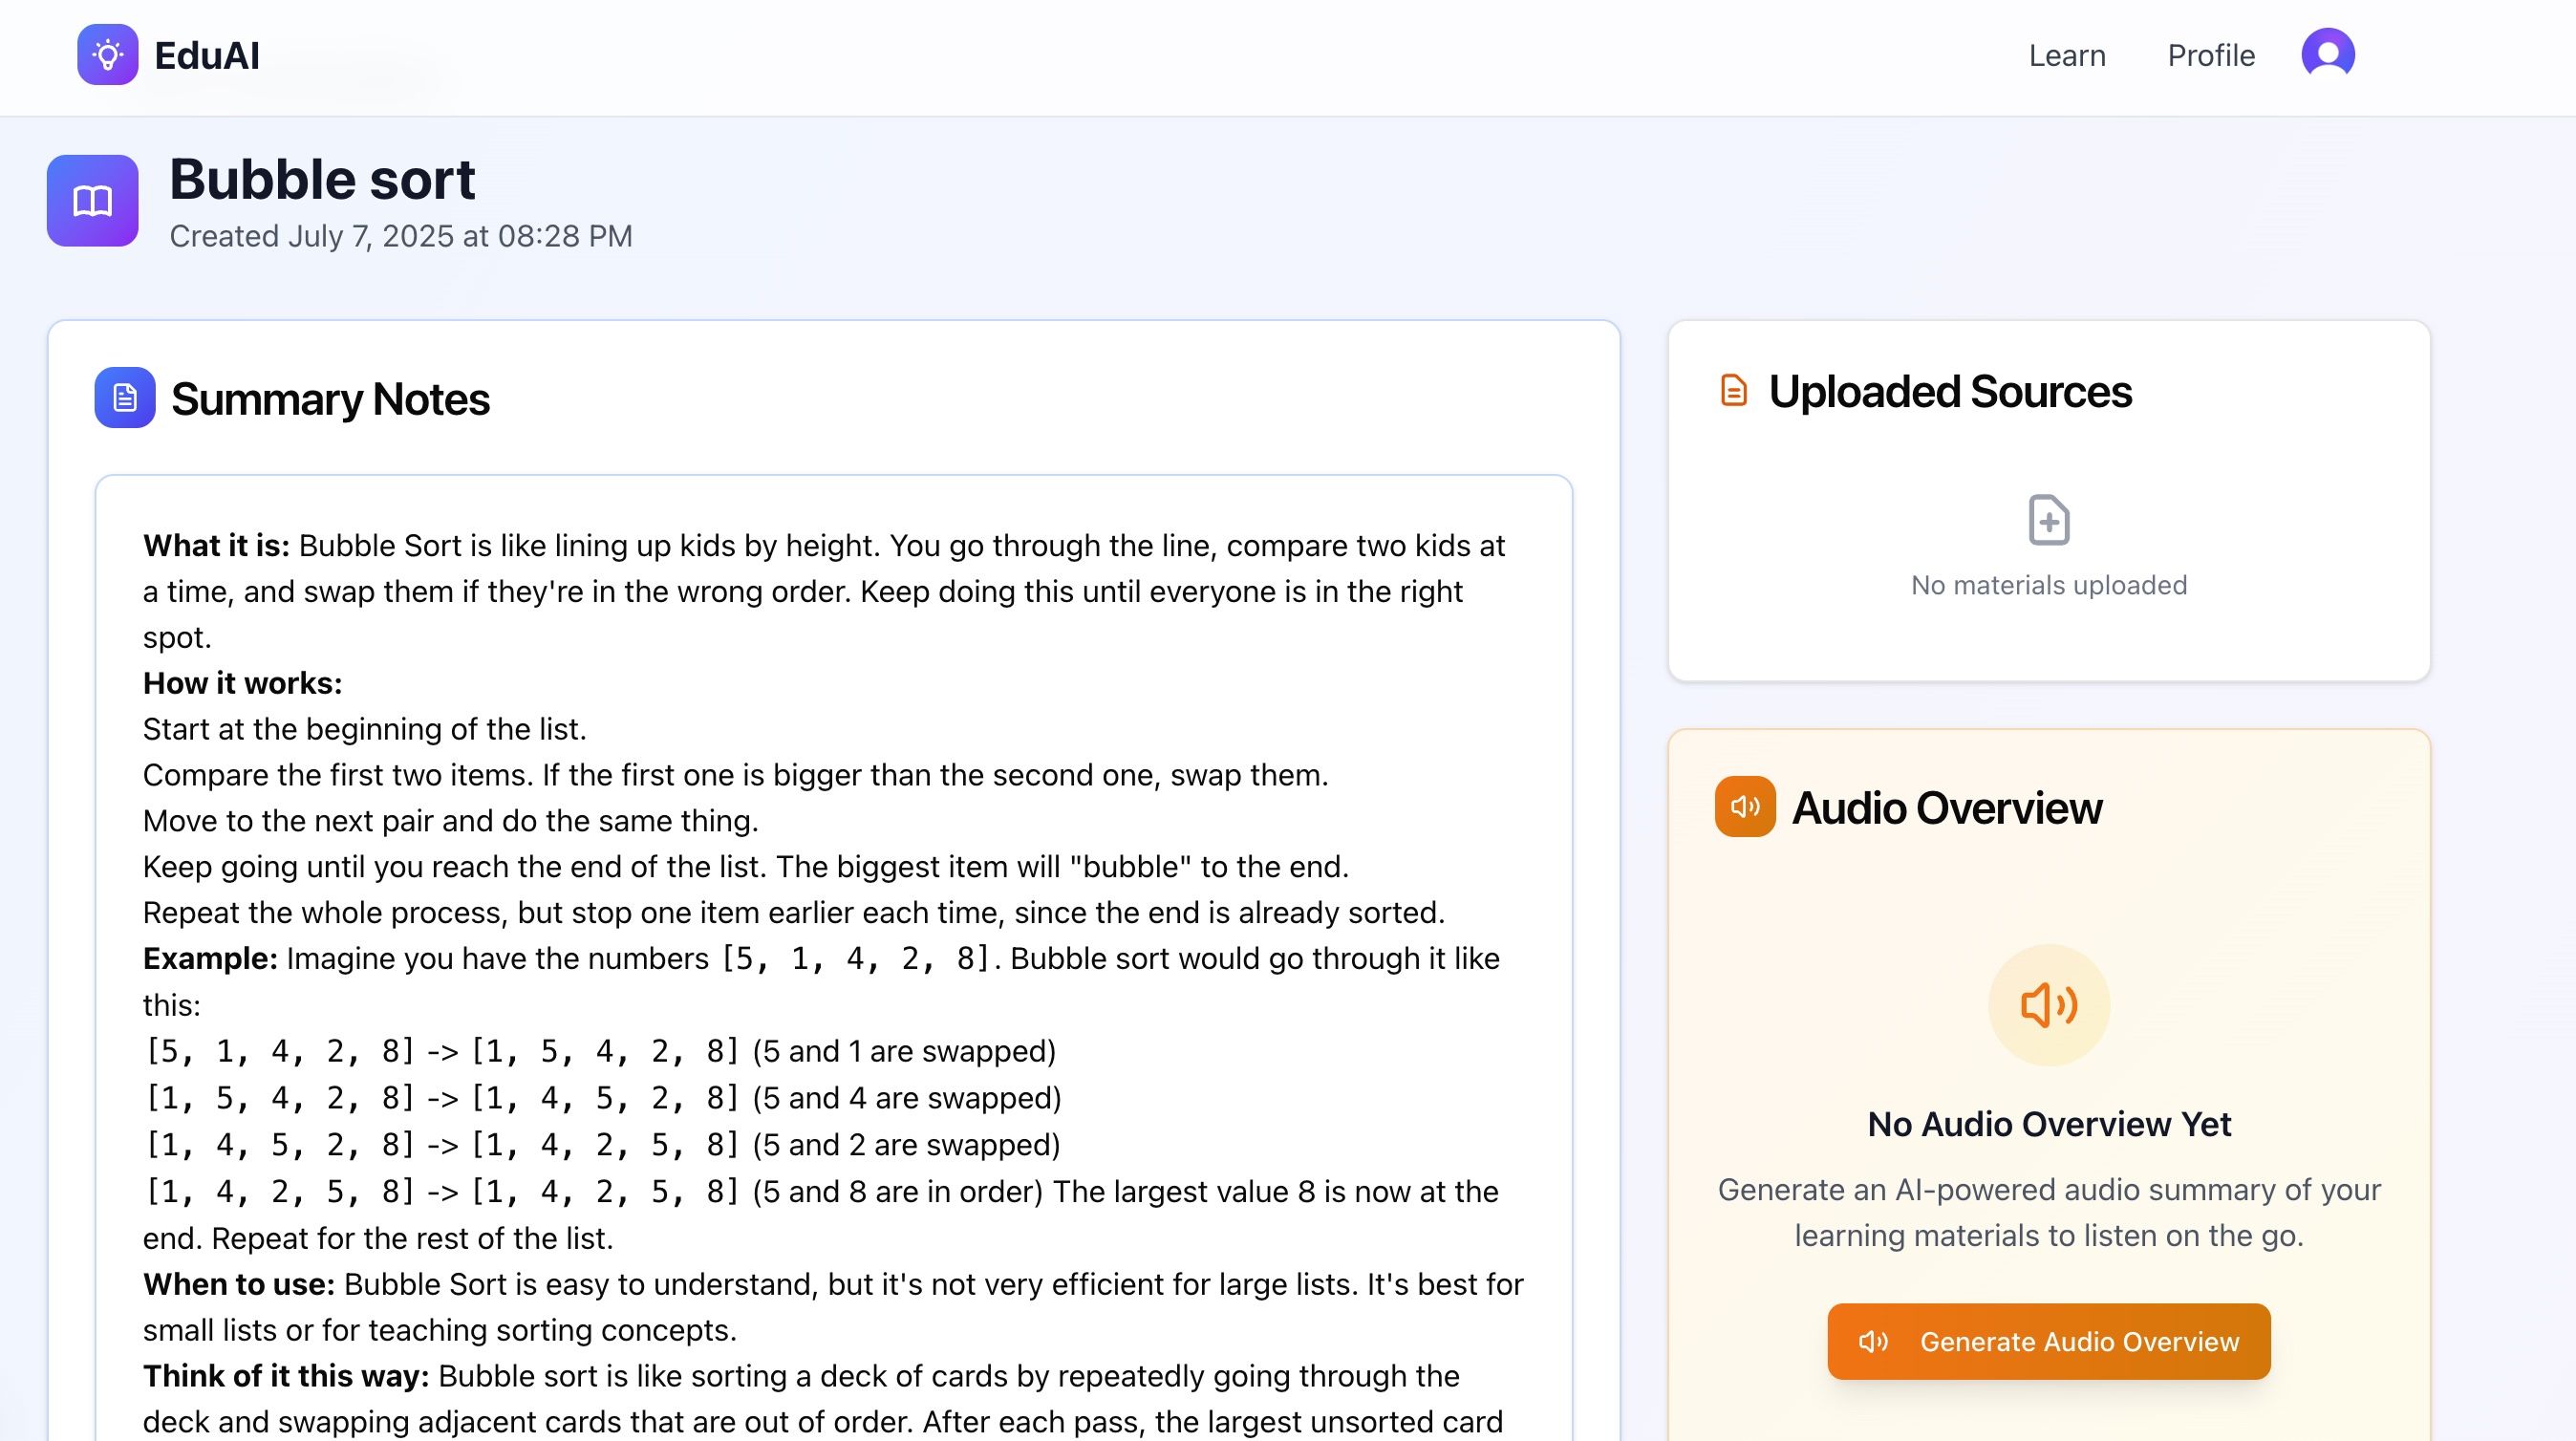 EduAI
Learn
Profile
Bubble sort
Created July 7, 2025 at 08:28 PM
Summary Notes
What it is: Bubble Sort is like lining up kids by height. You go through the line, compare two kids at
a time, and swap them if they're in the wrong order. Keep doing this until everyone is in the right
spot.
How it works:
Start at the beginning of the list.
Compare the first two items. If the first one is bigger than the second one, swap them.
Move to the next pair and do the same thing.
Keep going until you reach the end of the list. The biggest item will "bubble" to the end.
Repeat the whole process, but stop one item earlier each time, since the end is already sorted.
Example: Imagine you have the numbers [5, 1, 4, 2, 8]. Bubble sort would go through it like
this:
[5, 1, 4, 2, 8] -> [1, 5, 4, 2, 8] (5 and 1 are swapped)
[1, 5, 4, 2, 8] -> [1, 4, 5, 2, 8] (5 and 4 are swapped)
[1, 4, 5, 2, 8] -> [1, 4, 2, 5, 8] (5 and 2 are swapped)
[1, 4, 2, 5, 8] -> [1, 4, 2, 5, 8] (5 and 8 are in order) The largest value 8 is now at the
end. Repeat for the rest of the list.
When to use: Bubble Sort is easy to understand, but it's not very efficient for large lists. It's best for
small lists or for teaching sorting concepts.
Think of it this way: Bubble sort is like sorting a deck of cards by repeatedly going through the
deck and swapping adjacent cards that are out of order. After each pass, the largest unsorted card
Uploaded Sources
No materials uploaded
Audio Overview
No Audio Overview Yet
Generate an AI-powered audio summary of your
learning materials to listen on the go.
Generate Audio Overview